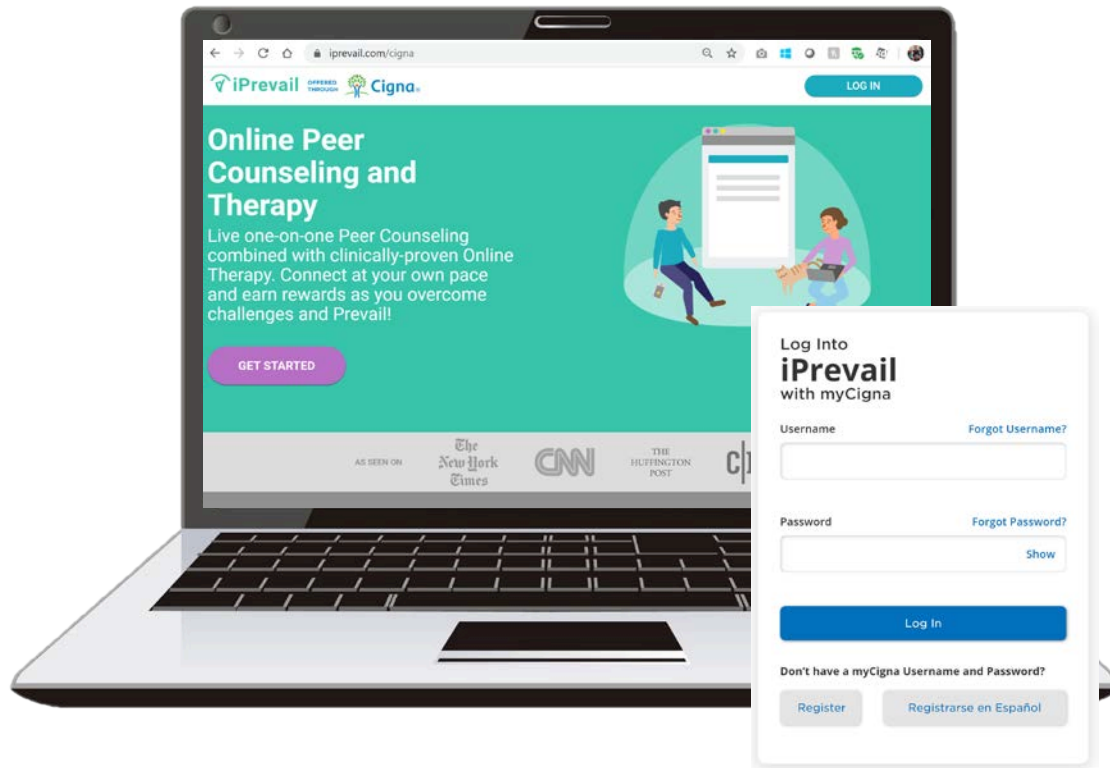 iprevail.com/cigna
iPrevail OFFERED THROUGH Cigna®
LOG IN
Online Peer
Counseling and
Therapy
Live one-on-one Peer Counseling
combined with clinically-proven Online
Therapy. Connect at your own pace
and earn rewards as you overcome
challenges and Prevail!
GET STARTED
AS SEEN ON
The
New York
Times
CNN
THE
HUFFINGTON
POST
Log Into
iPrevail
with myCigna
Username Forgot Username?
Password Forgot Password?
Show
Log In
Don't have a myCigna Username and Password?
Register Registrarse en Español